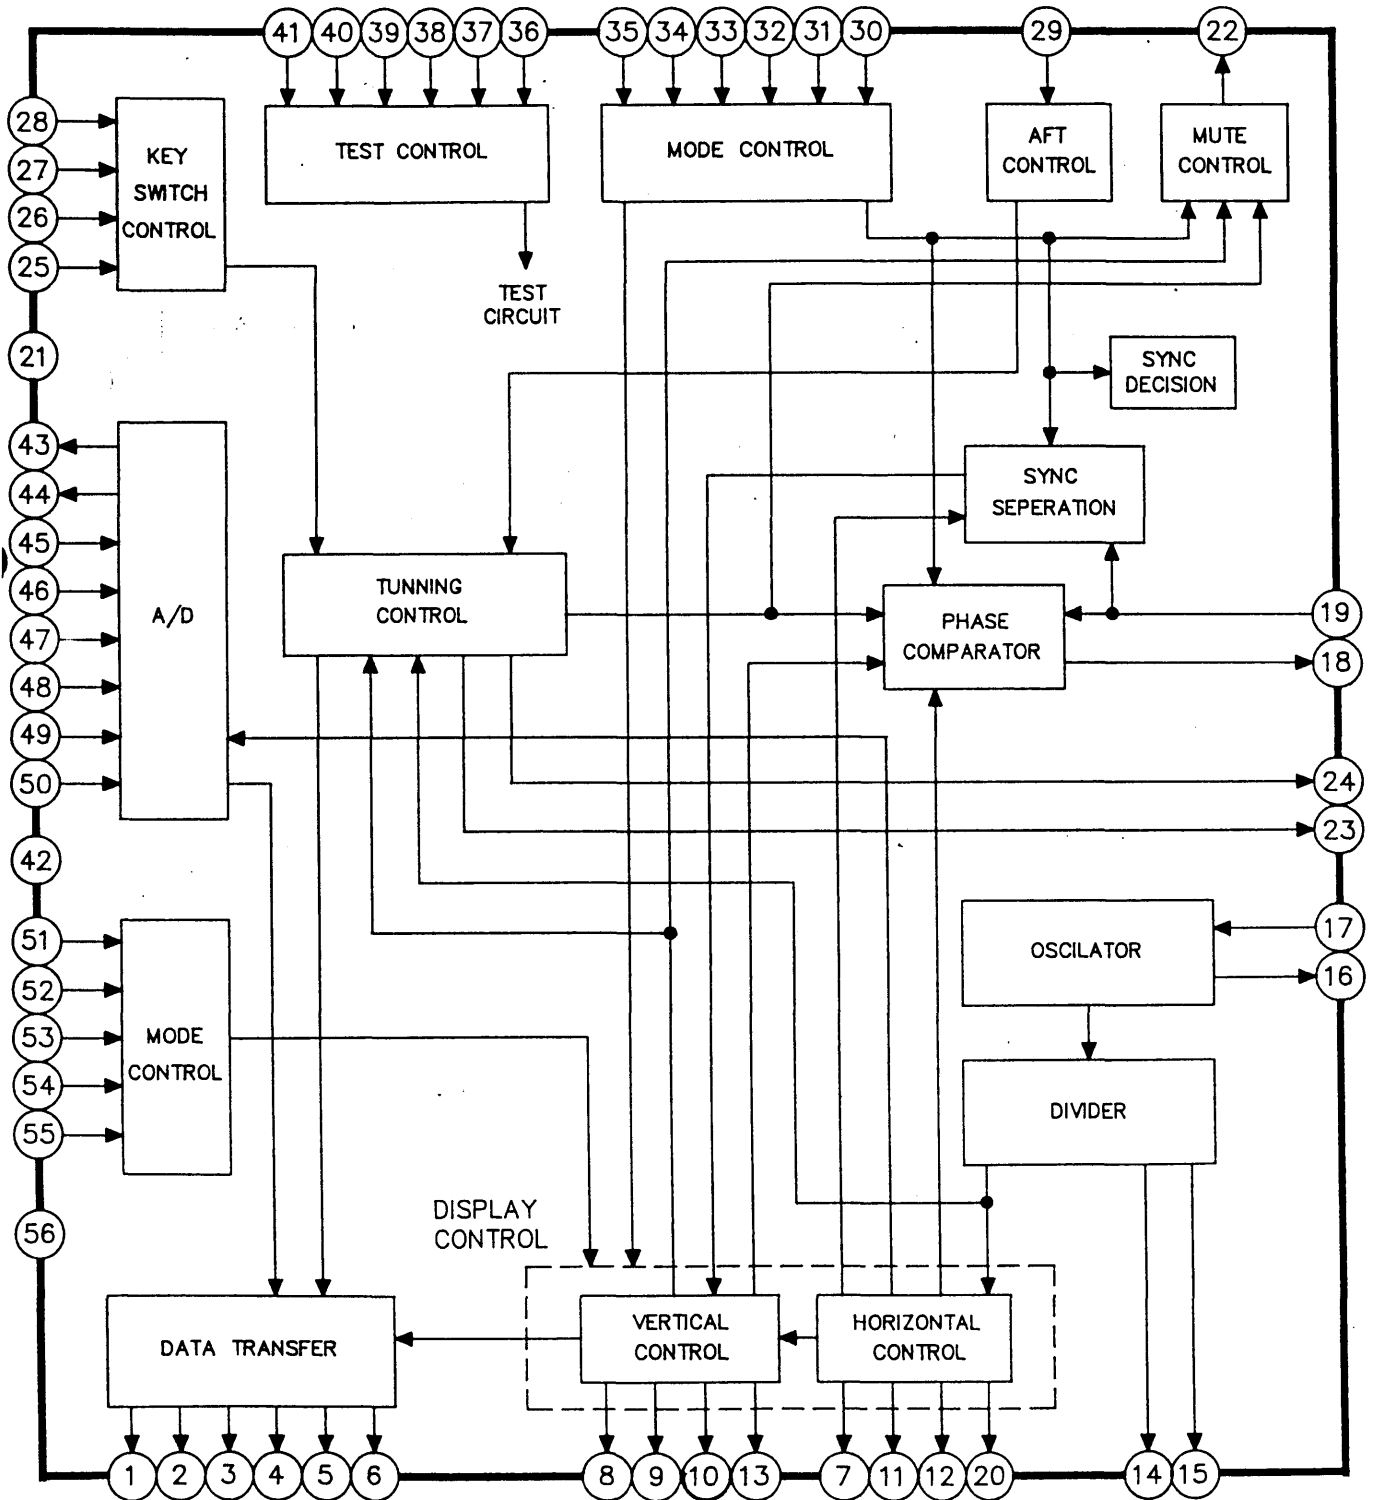 41 40 39 38 37 36 35 34 33 32 31 30 29 22
28
27
26
25
21
43
44
45
46
47
48
49
50
42
51
52
53
54
55
56
KEY
SWITCH
CONTROL
TEST CONTROL
TEST
CIRCUIT
MODE CONTROL
AFT
CONTROL
MUTE
CONTROL
SYNC
DECISION
SYNC
SEPERATION
A/D
TUNNING
CONTROL
PHASE
COMPARATOR
19
18
24
23
17
16
OSCILATOR
DIVIDER
MODE
CONTROL
DISPLAY
CONTROL
DATA TRANSFER
VERTICAL
CONTROL
HORIZONTAL
CONTROL
1 2 3 4 5 6 8 9 10 13 7 11 12 20 14 15